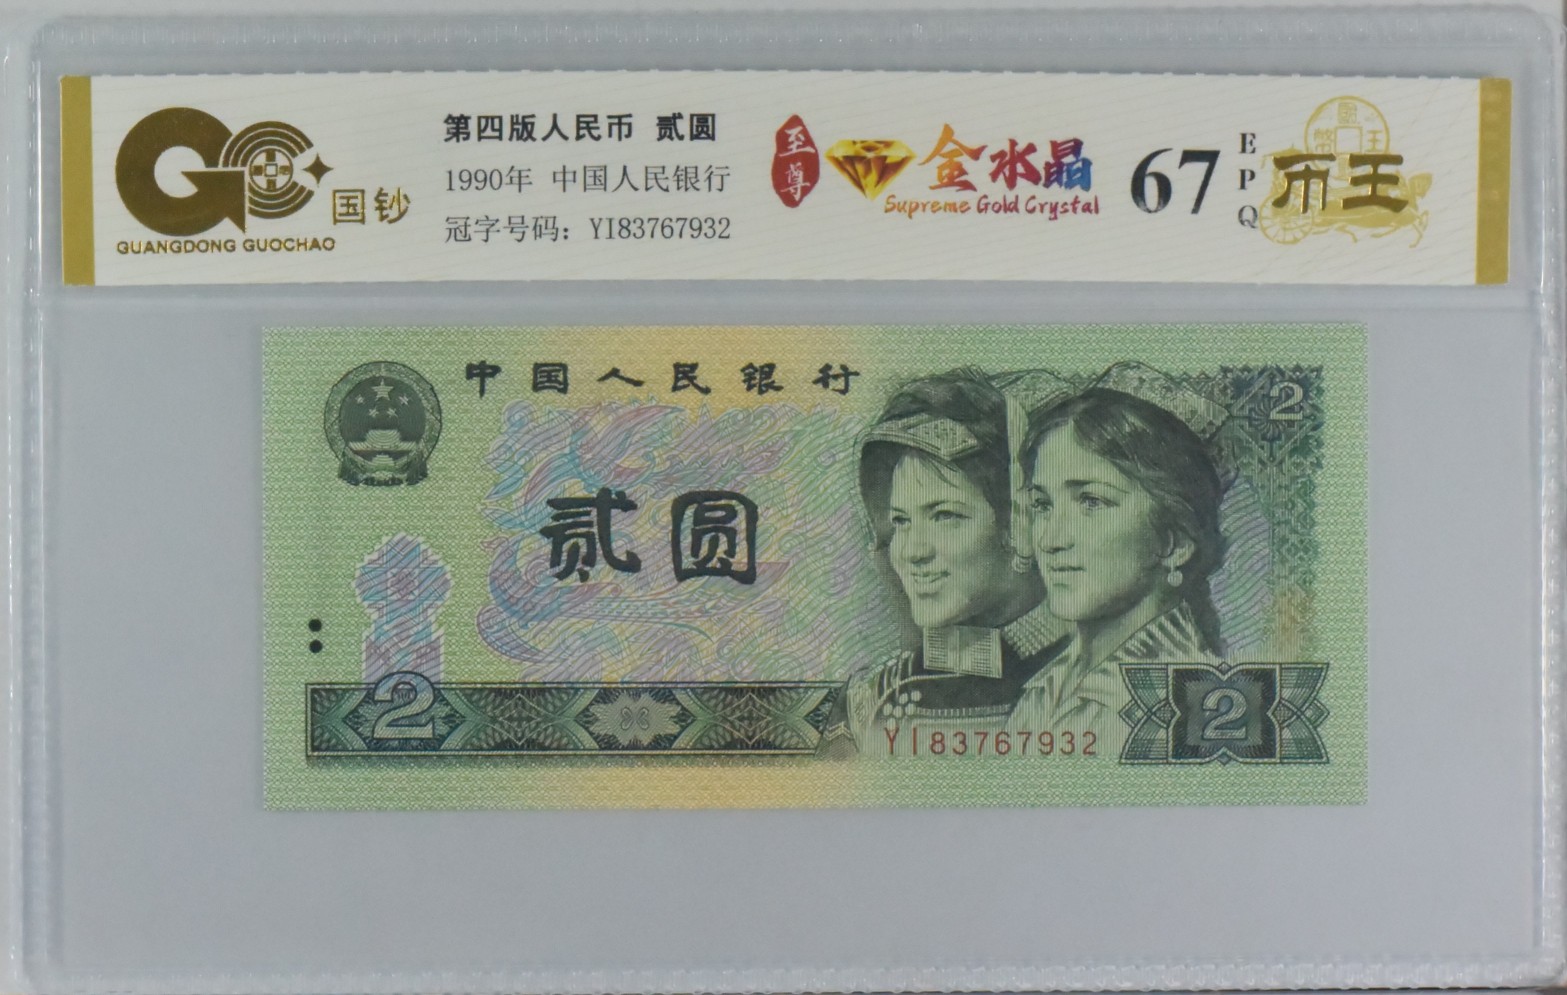 国钞
GUANGDONG GUOCHAO
第四版人民币 贰圆
1990年 中国人民银行
冠字号码：YI83767932
至尊
金水晶
Supreme Gold Crystal
67
EPQ
币王
中国人民银行
2
贰圆
2
YI83767932
2